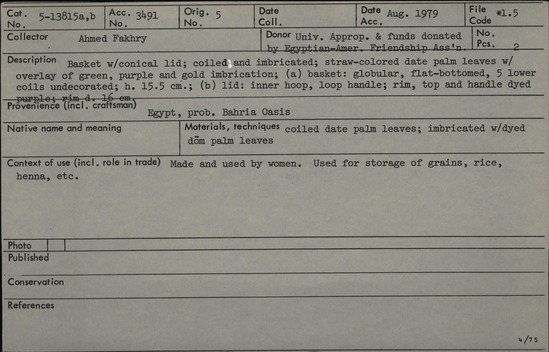 Cat. No. 5-13815a,b Acc. No. 3491 Orig. No. 5 Date Coll. Date Acc. Aug. 1979 File Code *1.5
Collector Ahmed Fakhry Donor Univ. Approp. & funds donated by Egyptian-Amer. Friendship Ass'n. No. Pcs. 2
Description Basket w/conical lid; coiled and imbricated; straw-colored date palm leaves w/
overlay of green, purple and gold imbrication; (a) basket: globular, flat-bottomed, 5 lower
coils undecorated; h. 15.5 cm.; (b) lid: inner hoop, loop handle; rim, top and handle dyed
purple; rim d. 16 cm.
Provenience (incl. craftsman) Egypt, prob. Bahria Oasis
Native name and meaning Materials, techniques coiled date palm leaves; imbricated w/dyed
dōm palm leaves
Context of use (incl. role in trade) Made and used by women. Used for storage of grains, rice,
henna, etc.
Photo
Published
Conservation
References
4/75